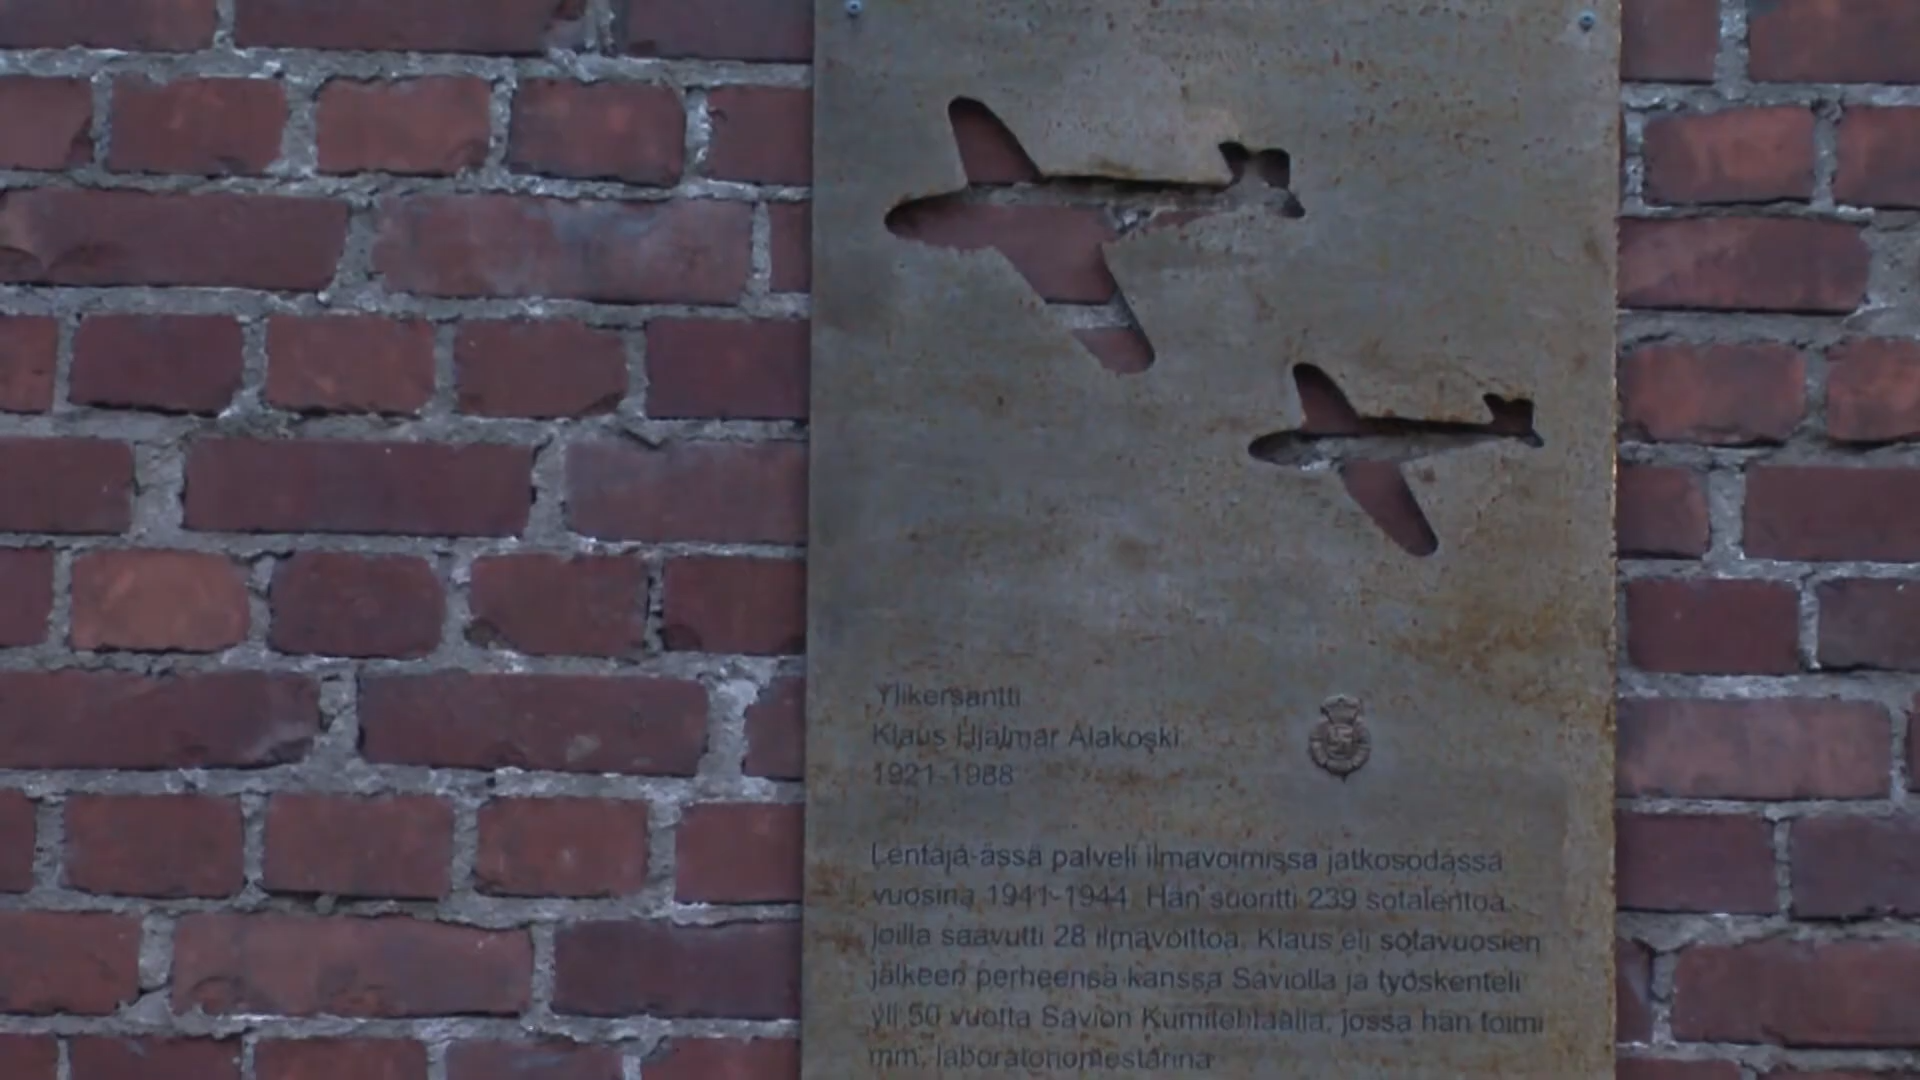 Ylikersantti
Klaus Hjalmar Alakoski
1921-1988
Lentäjä-ässä palveli ilmavoimissa jatkosodassa
vuosina 1941-1944. Hän suoritti 239 sotalentoa
joilla saavutti 28 ilmavoittoa. Klaus eli sotavuosien
jälkeen perheensä kanssa Saviolla ja työskenteli
yli 50 vuotta Savion Kumitehtaalla, jossa hän toimi
mm. laboratoriomestarina